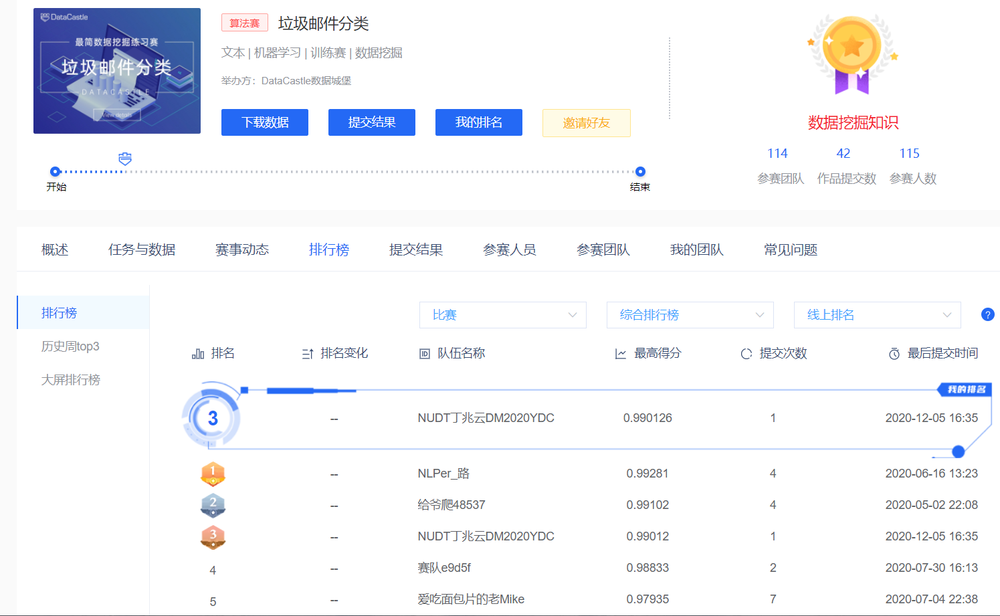 DataCastle
最简数据挖掘练习赛
垃圾邮件分类
DATACASTLE
View details
算法赛 垃圾邮件分类
文本 | 机器学习 | 训练赛 | 数据挖掘
举办方：DataCastle数据城堡
下载数据 提交结果 我的排名 邀请好友
开始 结束
数据挖掘知识
114 42 115
参赛团队 作品提交数 参赛人数
概述 任务与数据 赛事动态 排行榜 提交结果 参赛人员 参赛团队 我的团队 常见问题
排行榜
历史周top3
大屏排行榜
比赛 综合排行榜 线上排名 ?
排名 排名变化 ID 队伍名称 最高得分 提交次数 最后提交时间
我的排名
3 -- NUDT丁兆云DM2020YDC 0.990126 1 2020-12-05 16:35
1 -- NLPer_路 0.99281 4 2020-06-16 13:23
2 -- 给爷爬48537 0.99102 4 2020-05-02 22:08
3 -- NUDT丁兆云DM2020YDC 0.99012 1 2020-12-05 16:35
4 -- 赛队e9d5f 0.98833 2 2020-07-30 16:13
5 -- 爱吃面包片的老Mike 0.97935 7 2020-07-04 22:38